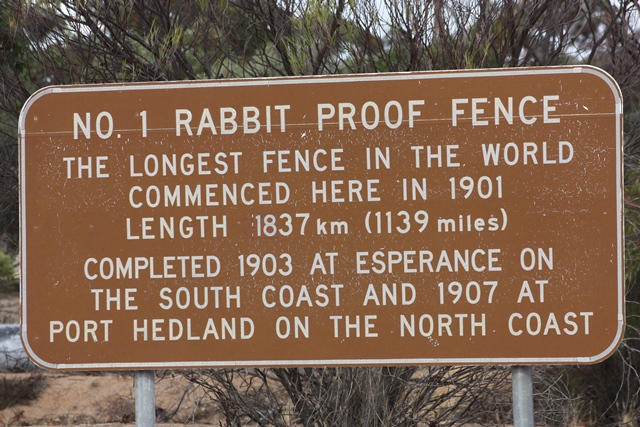 NO. 1 RABBIT PROOF FENCE
THE LONGEST FENCE IN THE WORLD
COMMENCED HERE IN 1901
LENGTH 1837 km (1139 miles)
COMPLETED 1903 AT ESPERANCE ON
THE SOUTH COAST AND 1907 AT
PORT HEDLAND ON THE NORTH COAST